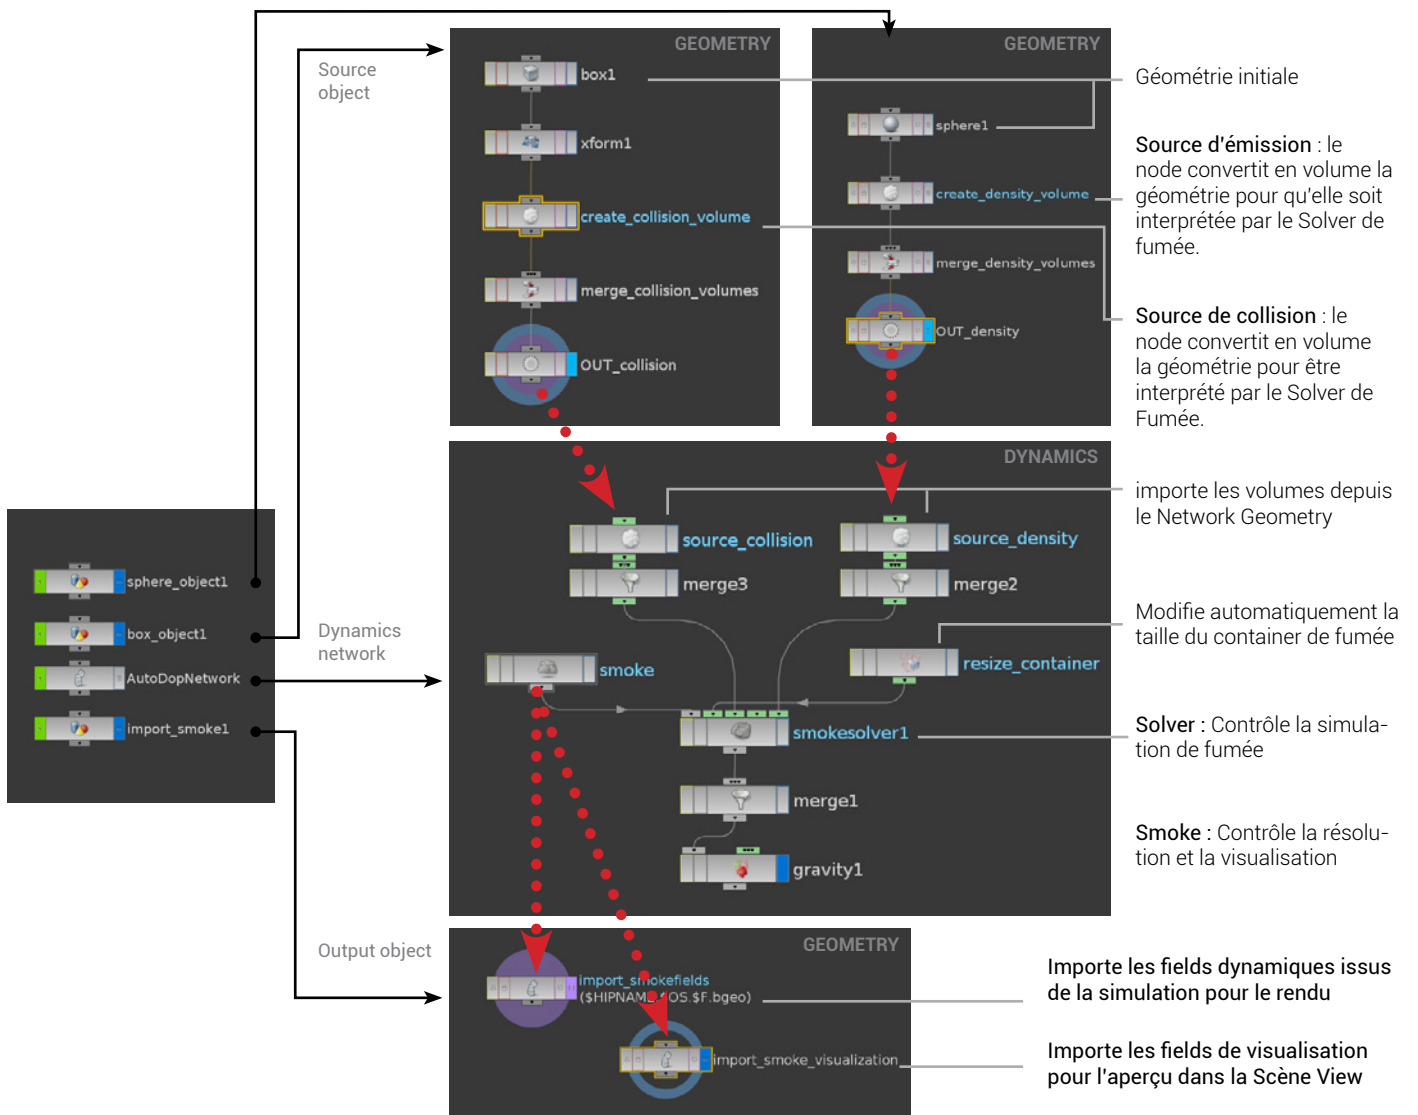 GEOMETRY
GEOMETRY
Source
object
box1
xform1
create_collision_volume
merge_collision_volumes
OUT_collision
sphere1
create_density_volume
merge_density_volumes
OUT_density
Géométrie initiale
Source d'émission : le
node convertit en volume la
géométrie pour qu'elle soit
interprétée par le Solver de
fumée.
Source de collision : le
node convertit en volume
la géométrie pour être
interprété par le Solver de
Fumée.
DYNAMICS
source_collision
source_density
merge3
merge2
smoke
resize_container
smokesolver1
merge1
gravity1
importe les volumes depuis
le Network Geometry
Modifie automatiquement la
taille du container de fumée
Solver : Contrôle la simula-
tion de fumée
Smoke : Contrôle la résolu-
tion et la visualisation
sphere_object1
box_object1
AutoDopNetwork
import_smoke1
Dynamics
network
Output object
GEOMETRY
import_smokefields
($HIPNAME.$OS.$F.bgeo)
import_smoke_visualization
Importe les fields dynamiques issus
de la simulation pour le rendu
Importe les fields de visualisation
pour l'aperçu dans la Scène View